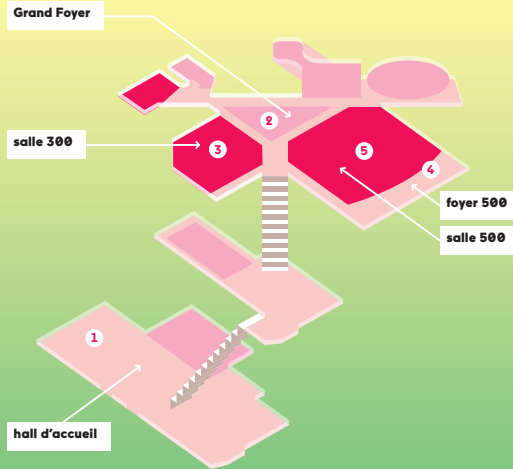 Grand Foyer
2
salle 300
3
5
4
foyer 500
salle 500
1
hall d'accueil